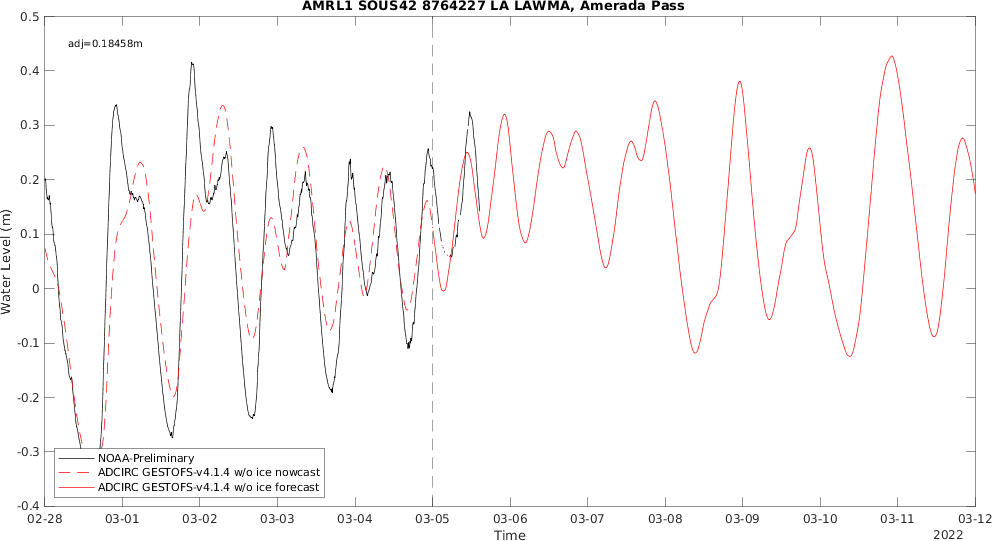 AMRL1 SOUS42 8764227 LA LAWMA, Amerada Pass
adj=0.18458m
0.5
0.4
0.3
0.2
0.1
0
-0.1
-0.2
-0.3
-0.4
Water Level (m)
NOAA-Preliminary
ADCIRC GESTOFS-v4.1.4 w/o ice nowcast
ADCIRC GESTOFS-v4.1.4 w/o ice forecast
02-28 03-01 03-02 03-03 03-04 03-05 03-06 03-07 03-08 03-09 03-10 03-11 03-12
Time
2022